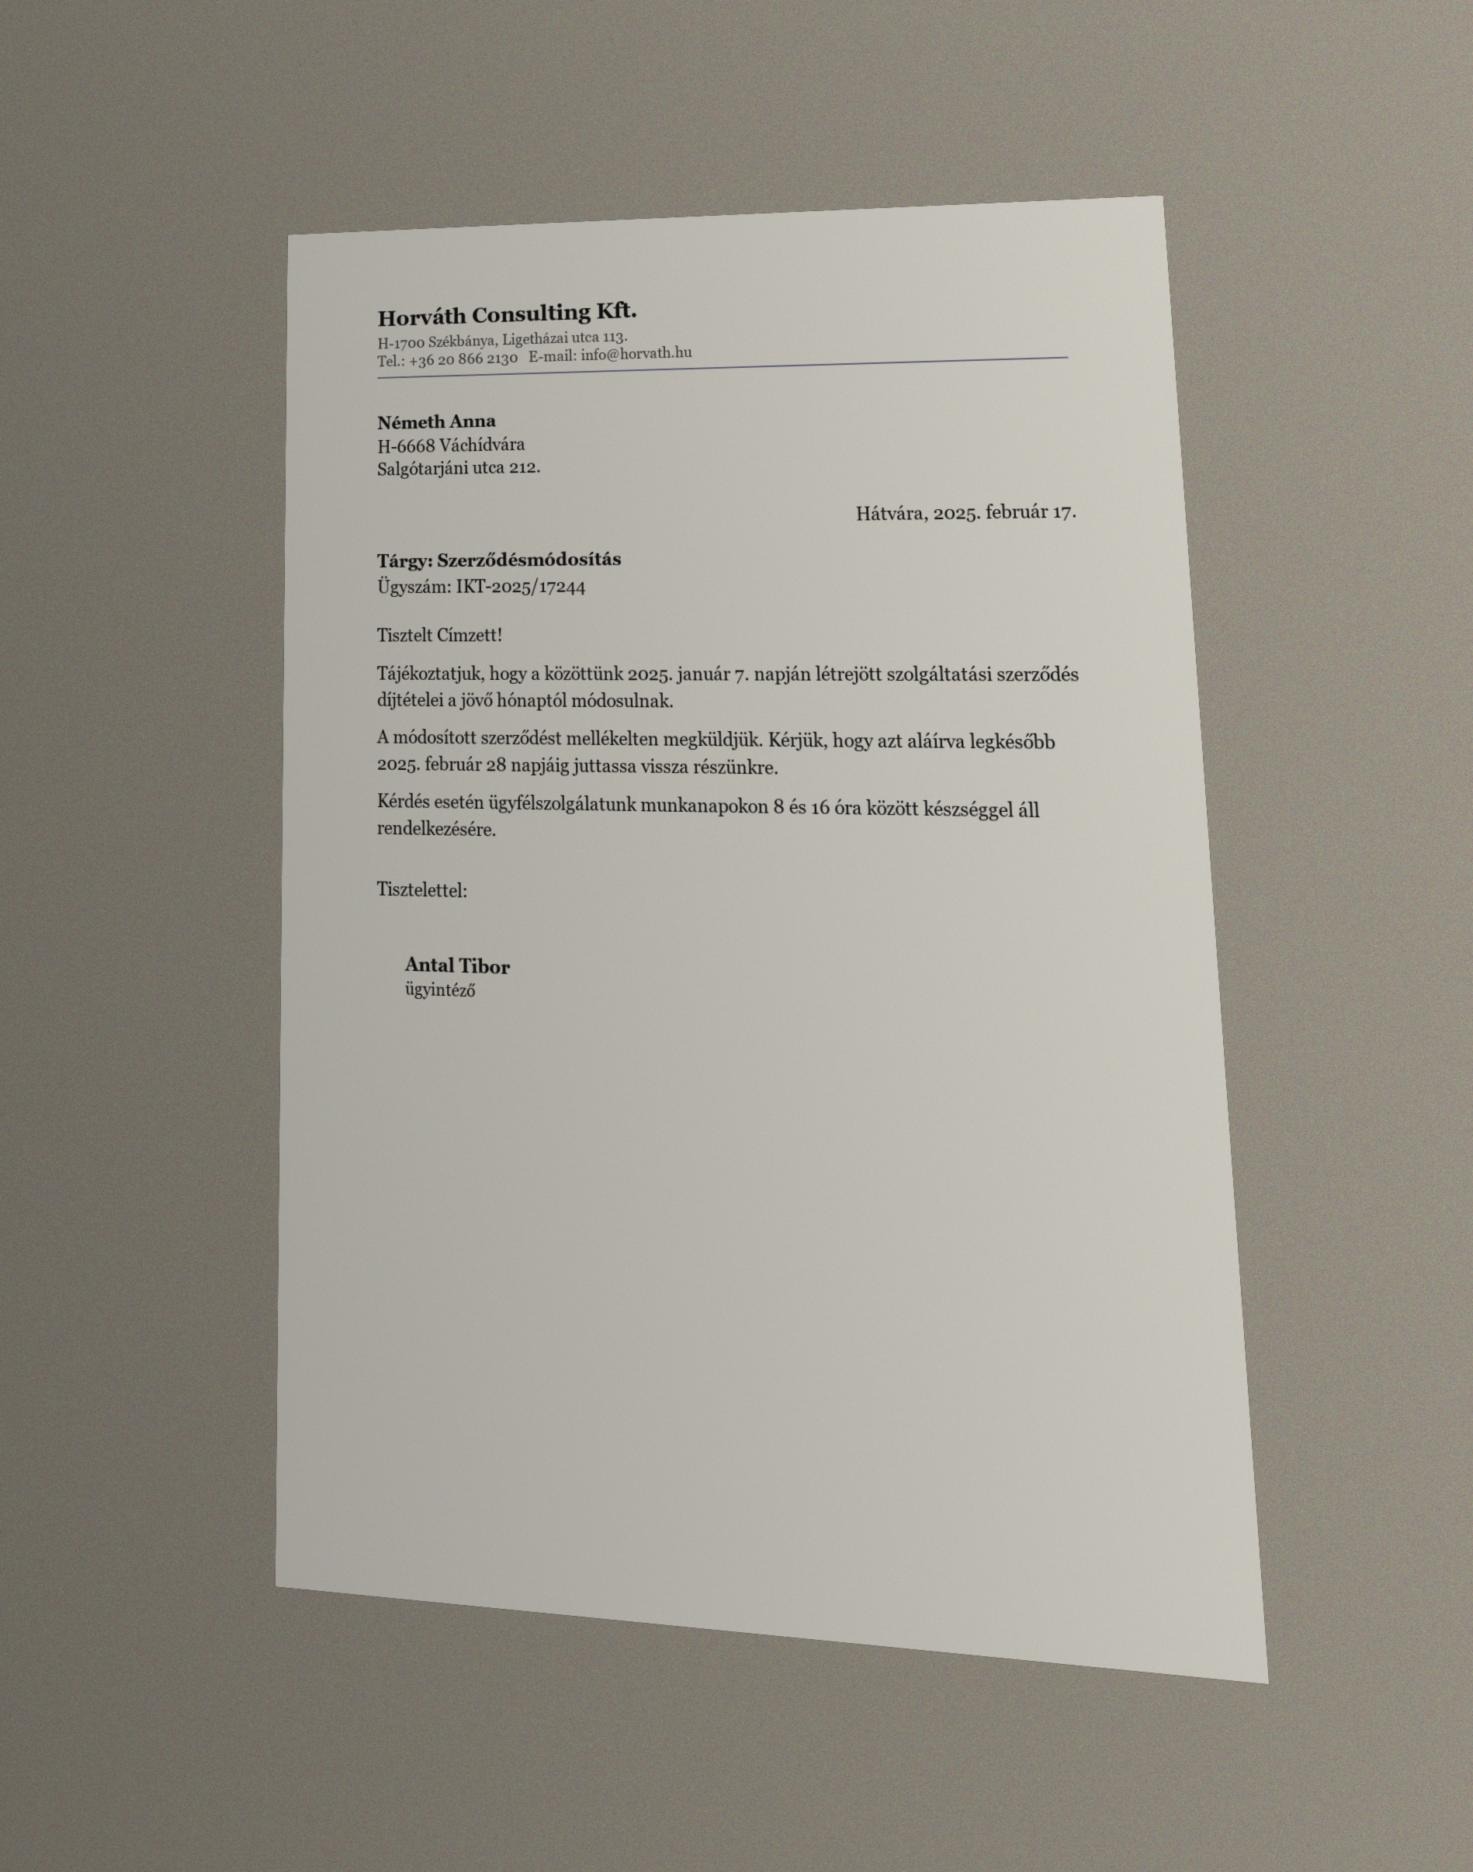 Horváth Consulting Kft.
H-1700 Székbánya, Ligetházai utca 113.
Tel.: +36 20 866 2130 E-mail: info@horvath.hu
Németh Anna
H-6668 Váchídvára
Salgótarjáni utca 212.
Hátvára, 2025. február 17.
Tárgy: Szerződésmódosítás
Ügyszám: IKT-2025/17244
Tisztelt Címzett!
Tájékoztatjuk, hogy a közöttünk 2025. január 7. napján létrejött szolgáltatási szerződés
díjtételei a jövő hónaptól módosulnak.
A módosított szerződést mellékelten megküldjük. Kérjük, hogy azt aláírva legkésőbb
2025. február 28 napjáig juttassa vissza részünkre.
Kérdés esetén ügyfélszolgálatunk munkanapokon 8 és 16 óra között készséggel áll
rendelkezésére.
Tisztelettel:
Antal Tibor
ügyintéző